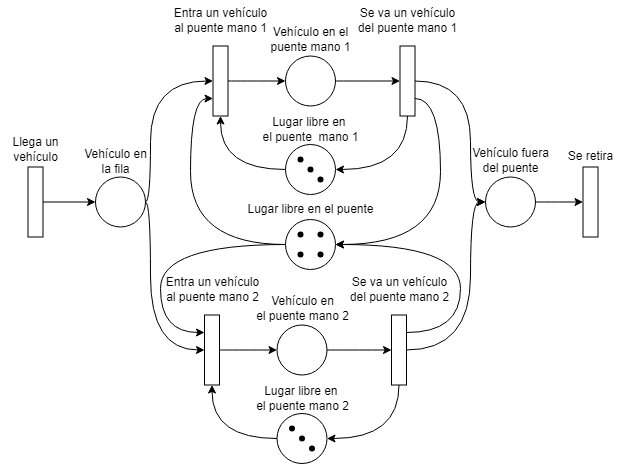 Entra un vehículo
al puente mano 1
Vehículo en el
puente mano 1
Se va un vehículo
del puente mano 1
Lugar libre en
el puente mano 1
Llega un
vehículo
Vehículo en
la fila
Vehículo fuera
del puente
Se retira
Lugar libre en el puente
Entra un vehículo
al puente mano 2
Vehículo en
el puente mano 2
Se va un vehículo
del puente mano 2
Lugar libre en
el puente mano 2